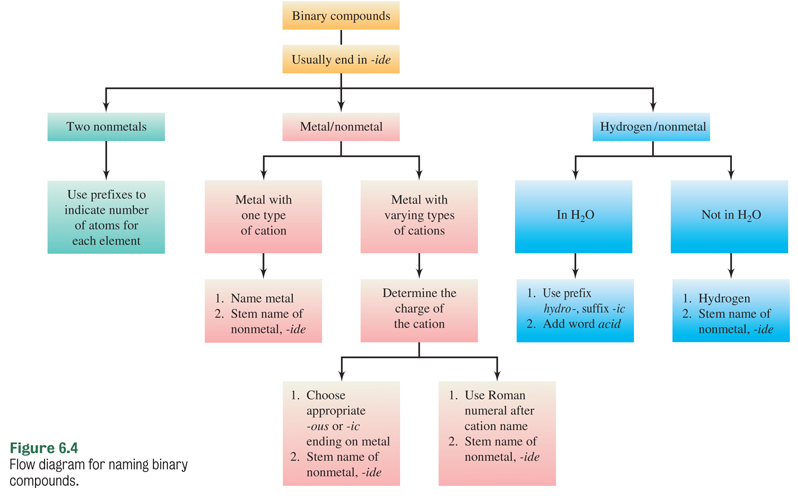 Binary compounds
Usually end in -ide
Two nonmetals
Metal/nonmetal
Hydrogen/nonmetal
Use prefixes to
indicate number
of atoms for
each element
Metal with
one type
of cation
Metal with
varying types
of cations
In H₂O
Not in H₂O
1. Name metal
2. Stem name of
nonmetal, -ide
Determine the
charge of
the cation
1. Use prefix
hydro-, suffix -ic
2. Add word acid
1. Hydrogen
2. Stem name of
nonmetal, -ide
1. Choose
appropriate
-ous or -ic
ending on metal
2. Stem name of
nonmetal, -ide
1. Use Roman
numeral after
cation name
2. Stem name of
nonmetal, -ide
Figure 6.4
Flow diagram for naming binary
compounds.